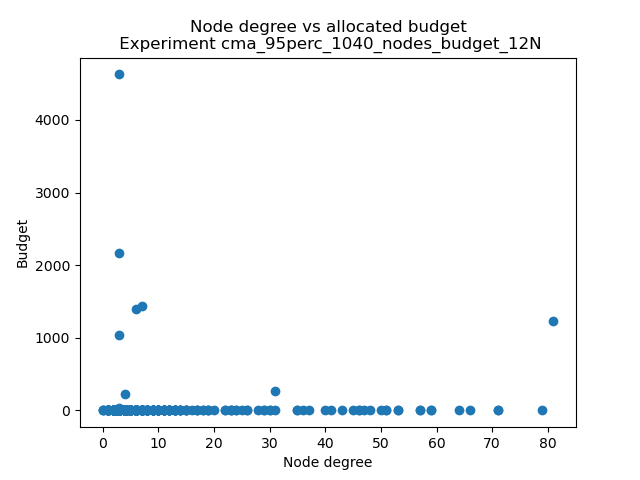 Node degree vs allocated budget
Experiment cma_95perc_1040_nodes_budget_12N
4000
3000
2000
1000
0
Budget
0 10 20 30 40 50 60 70 80
Node degree